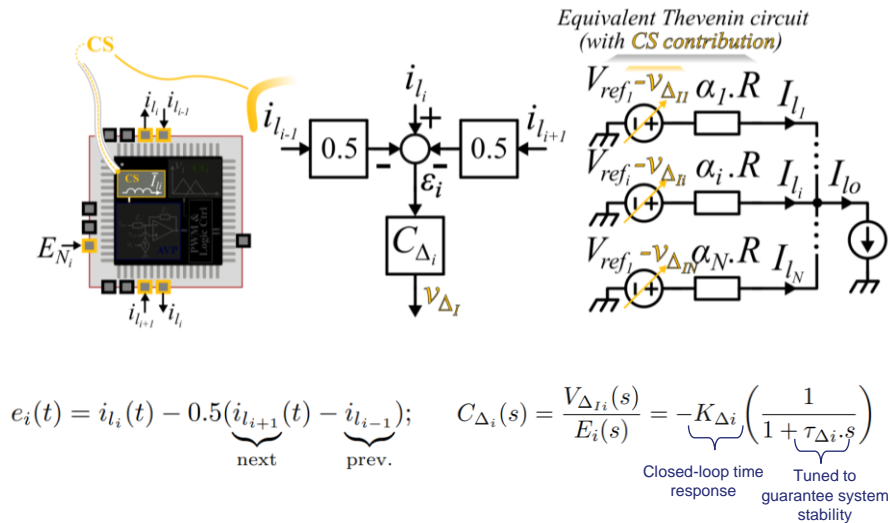 CS
Equivalent Thevenin circuit
(with CS contribution)
i_{l_i} i_{l_{i-1}}
CS
I_{li}
AVP
PWM &
Logic Ctrl
E_{N_i}
i_{l_{i+1}} i_{l_i}
i_{l_{i-1}}
0.5
i_{l_i}
+
-
-
0.5
i_{l_{i+1}}
ε_i
C_{Δ_i}
v_{Δ_I}
V_{ref_1}-v_{Δ_{I1}} α_1.R I_{l_1}
V_{ref_i}-v_{Δ_{Ii}} α_i.R I_{l_i} I_{lo}
V_{ref_1}-v_{Δ_{IN}} α_N.R I_{l_N}
e_i(t) = i_{l_i}(t) − 0.5(i_{l_{i+1}}(t) − i_{l_{i-1}});
next prev.
C_{Δ_i}(s) = \frac{V_{Δ_{Ii}}(s)}{E_i(s)} = −K_{Δi}(\frac{1}{1 + τ_{Δi}.s})
Closed-loop time
response
Tuned to
guarantee system
stability